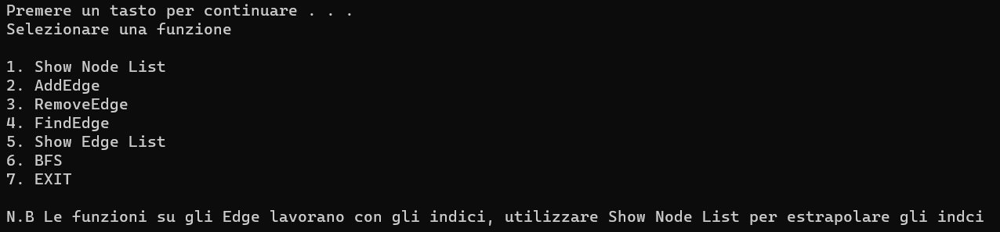 Premere un tasto per continuare . . .
Selezionare una funzione
1. Show Node List
2. AddEdge
3. RemoveEdge
4. FindEdge
5. Show Edge List
6. BFS
7. EXIT
N.B Le funzioni su gli Edge lavorano con gli indici, utilizzare Show Node List per estrapolare gli indci